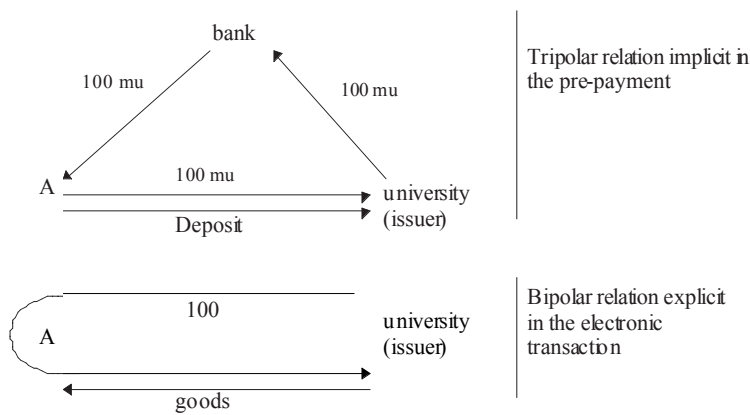 bank
Tripolar relation implicit in
the pre-payment
100 mu
100 mu
A
100 mu
university
(issuer)
Deposit
Bipolar relation explicit
in the electronic
transaction
100
university
(issuer)
A
goods